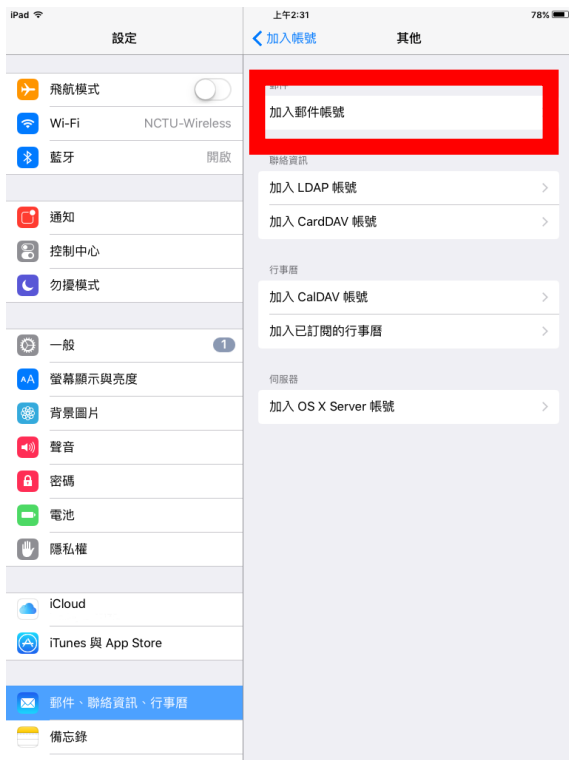 iPad 上午2:31 78%
設定
加入帳號 其他
飛航模式
Wi-Fi NCTU-Wireless
藍牙 開啟
通知
控制中心
勿擾模式
一般 1
螢幕顯示與亮度
AA
背景圖片
聲音
密碼
電池
隱私權
iCloud
iTunes 與 App Store
郵件、聯絡資訊、行事曆
備忘錄
加入郵件帳號
聯絡資訊
加入 LDAP 帳號
加入 CardDAV 帳號
行事曆
加入 CalDAV 帳號
加入已訂閱的行事曆
伺服器
加入 OS X Server 帳號